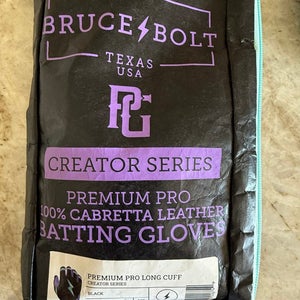 BRUCE BOLT
TEXAS
USA
PG
CREATOR SERIES
PREMIUM PRO
100% CABRETTA LEATHER
BATTING GLOVES
PREMIUM PRO LONG CUFF
CREATOR SERIES
BLACK